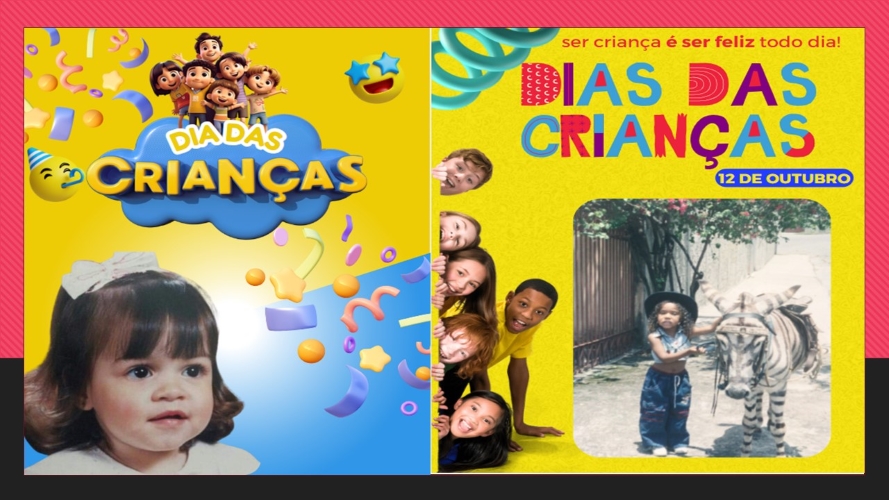 DIA DAS
CRIANÇAS
ser criança é ser feliz todo dia!
DIAS DAS
CRIANÇAS
12 DE OUTUBRO